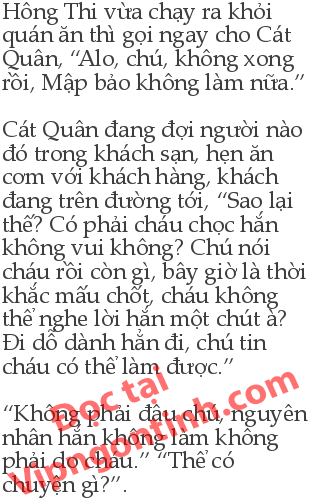 Hông Thi vừa chạy ra khỏi
quán ăn thì gọi ngay cho Cát
Quân, “Alo, chú, không xong
rồi, Mập bảo không làm nữa.”
Cát Quân đang đợi người nào
đó trong khách sạn, hẹn ăn
cơm với khách hàng, khách
đang trên đường tới, “Sao lại
thế? Có phải cháu chọc hắn
không vui không? Chú nói
cháu rồi còn gì, bây giờ là thời
khắc mấu chốt, cháu không
thể nghe lời hắn một chút à?
Đi dỗ dành hắn đi, chú tin
cháu có thể làm được.”
“Không phải đâu chú, nguyên
nhân hắn không làm không
phải do cháu.” “Thế có
chuyện gì?”.
Đọc tại
Vipngontinh.com